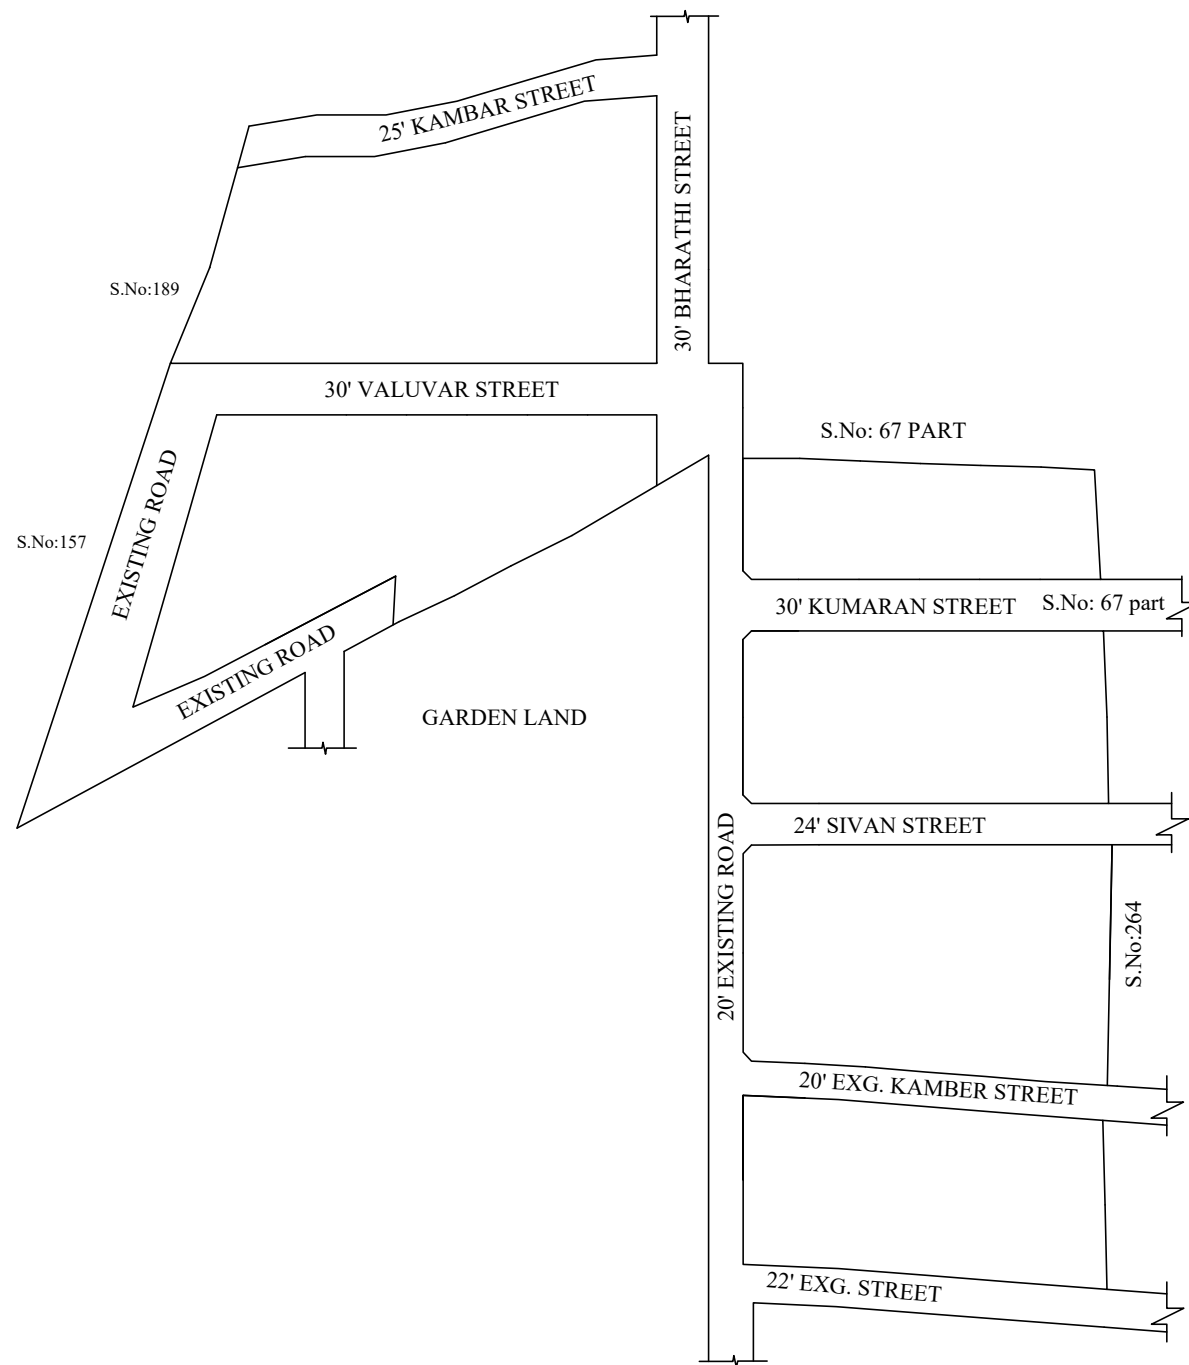 25' KAMBAR STREET
30' BHARATHI STREET
S.No:189
30' VALUVAR STREET
S.No: 67 PART
EXISTING ROAD
S.No:157
30' KUMARAN STREET
S.No: 67 part
EXISTING ROAD
GARDEN LAND
24' SIVAN STREET
20' EXISTING ROAD
S.No:264
20' EXG. KAMBER STREET
22' EXG. STREET